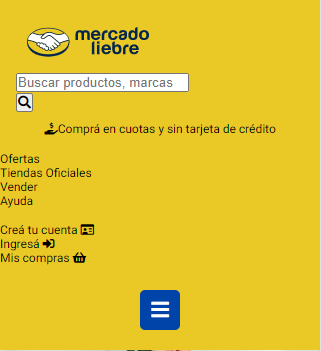 mercado
liebre
Buscar productos, marcas
Comprá en cuotas y sin tarjeta de crédito
Ofertas
Tiendas Oficiales
Vender
Ayuda
Creá tu cuenta
Ingresá
Mis compras